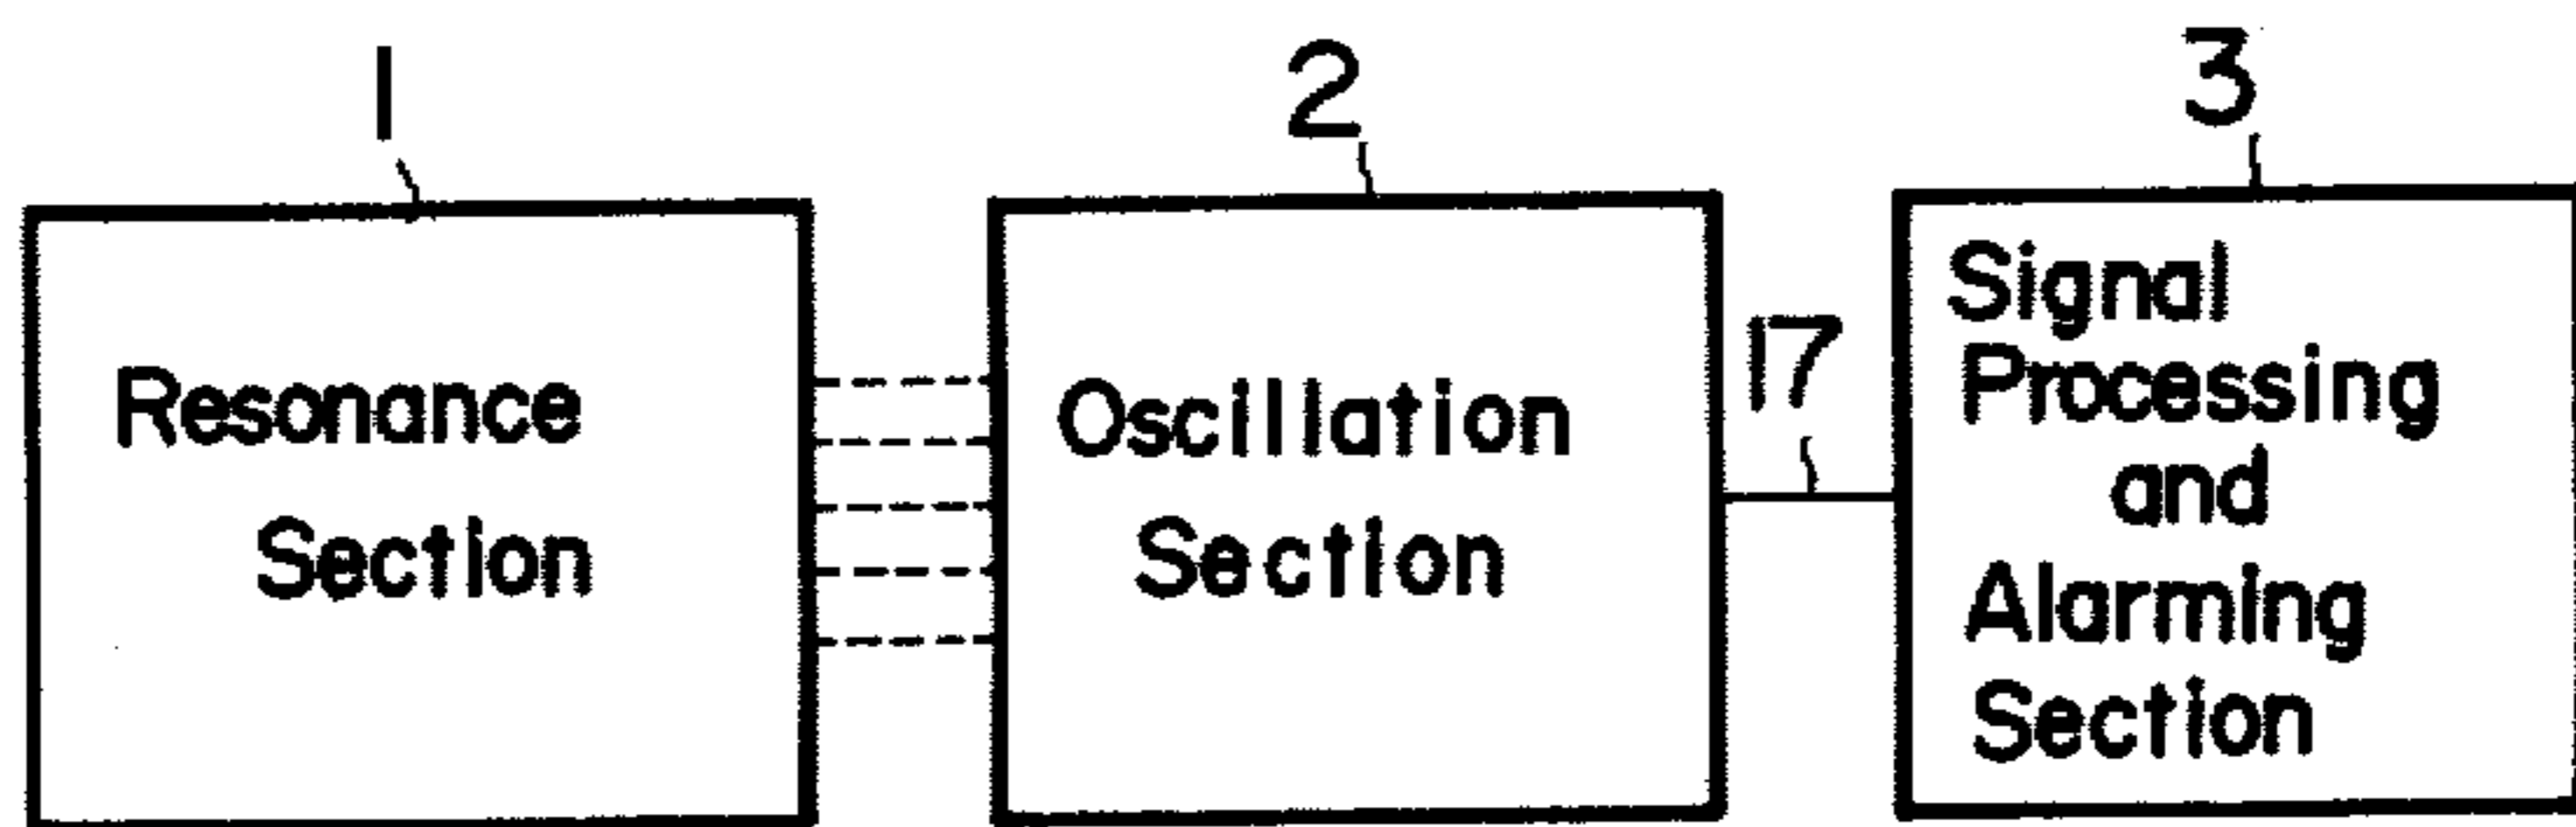 1
2
3
Resonance
Section
Oscillation
Section
17
Signal
Processing
and
Alarming
Section